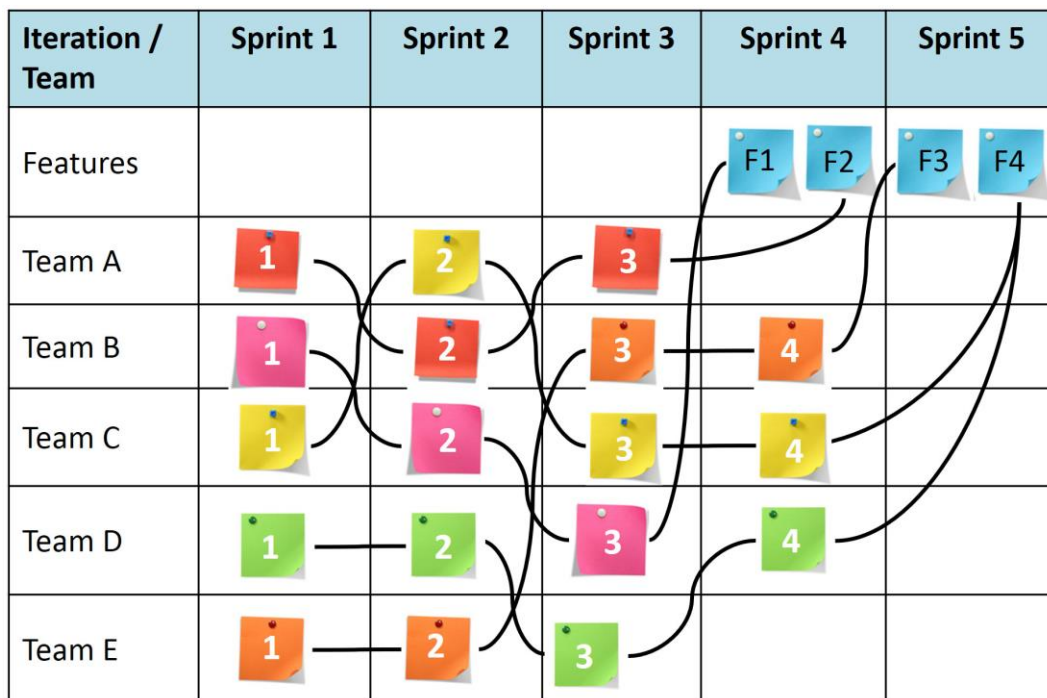 Iteration / Team
Sprint 1
Sprint 2
Sprint 3
Sprint 4
Sprint 5
Features
F1
F2
F3
F4
Team A
1
2
3
Team B
1
2
3
4
Team C
1
2
3
4
Team D
1
2
3
4
Team E
1
2
3